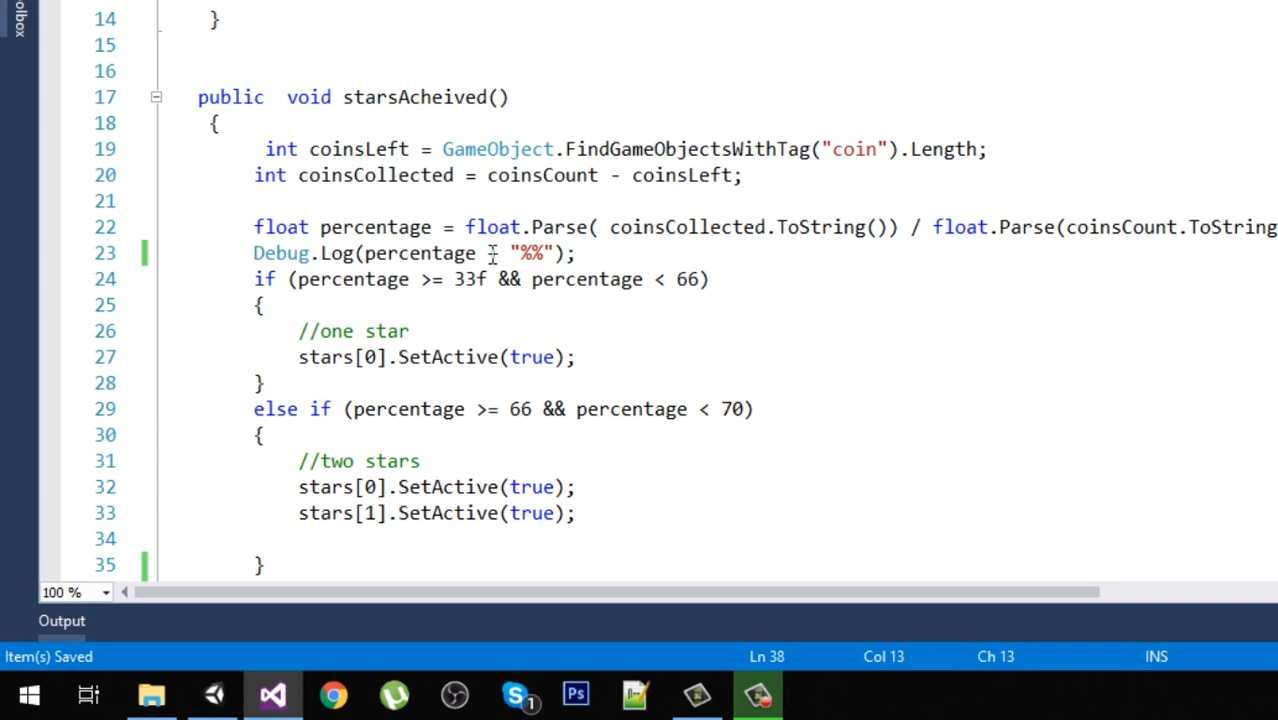 oolbox
14 }
15
16
17 public void starsAcheived()
18 {
19 int coinsLeft = GameObject.FindGameObjectsWithTag("coin").Length;
20 int coinsCollected = coinsCount - coinsLeft;
21
22 float percentage = float.Parse( coinsCollected.ToString()) / float.Parse(coinsCount.ToString
23 Debug.Log(percentage "%%");
24 if (percentage >= 33f && percentage < 66)
25 {
26 //one star
27 stars[0].SetActive(true);
28 }
29 else if (percentage >= 66 && percentage < 70)
30 {
31 //two stars
32 stars[0].SetActive(true);
33 stars[1].SetActive(true);
34
35 }
100 %
Output
Item(s) Saved Ln 38 Col 13 Ch 13 INS
S 1 Ps